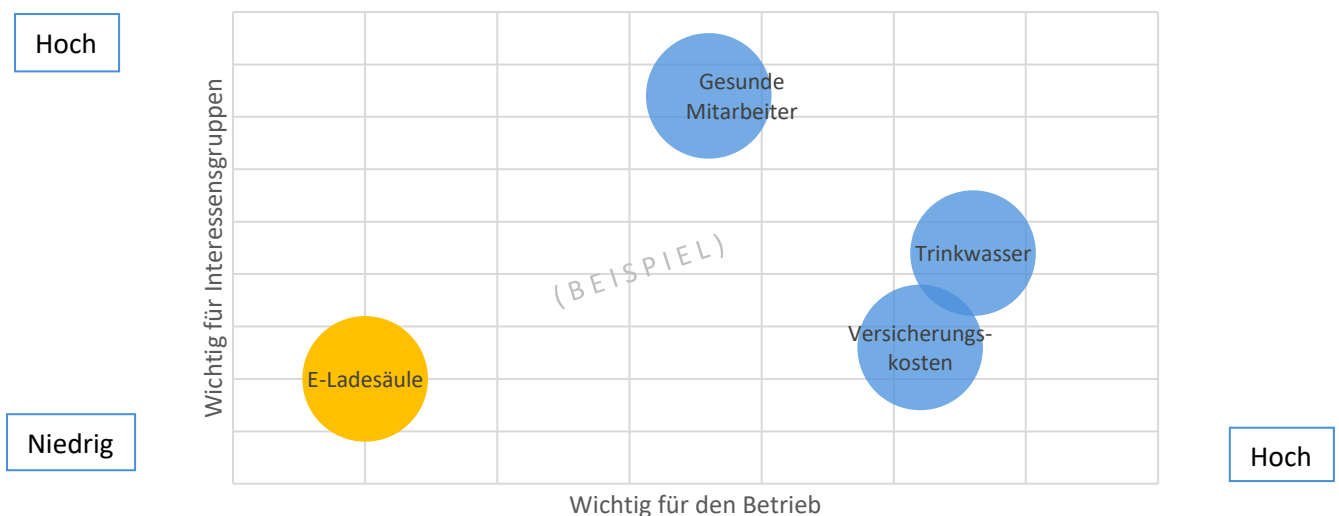 Hoch
Wichtig für Interessensgruppen
Gesunde
Mitarbeiter
(BEISPIEL)
Trinkwasser
Versicherungs-
kosten
E-Ladesäule
Niedrig
Hoch
Wichtig für den Betrieb